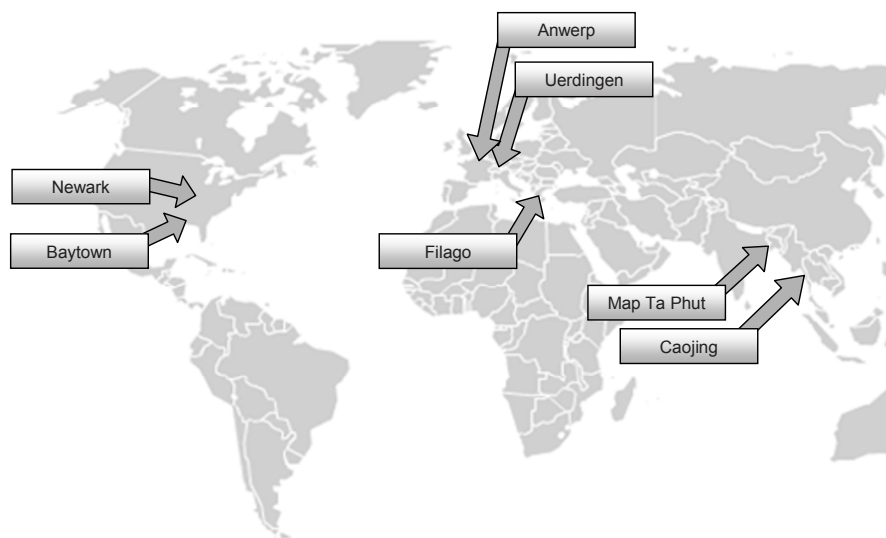 Anwerp
Uerdingen
Newark
Baytown
Filago
Map Ta Phut
Caojing